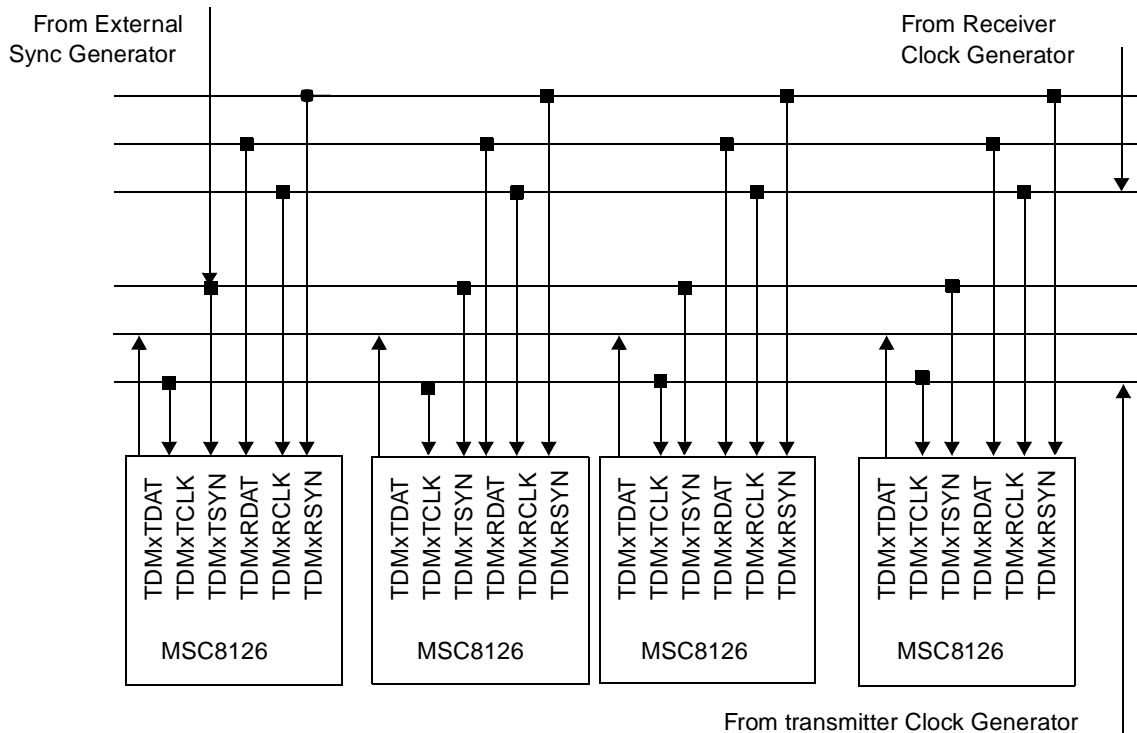 From External
Sync Generator
From Receiver
Clock Generator
TDMxTDAT
TDMxTCLK
TDMxTSYN
TDMxRDAT
TDMxRCLK
TDMxRSYN
MSC8126
TDMxTDAT
TDMxTCLK
TDMxTSYN
TDMxRDAT
TDMxRCLK
TDMxRSYN
MSC8126
TDMxTDAT
TDMxTCLK
TDMxTSYN
TDMxRDAT
TDMxRCLK
TDMxRSYN
MSC8126
TDMxTDAT
TDMxTCLK
TDMxTSYN
TDMxRDAT
TDMxRCLK
TDMxRSYN
MSC8126
From transmitter Clock Generator